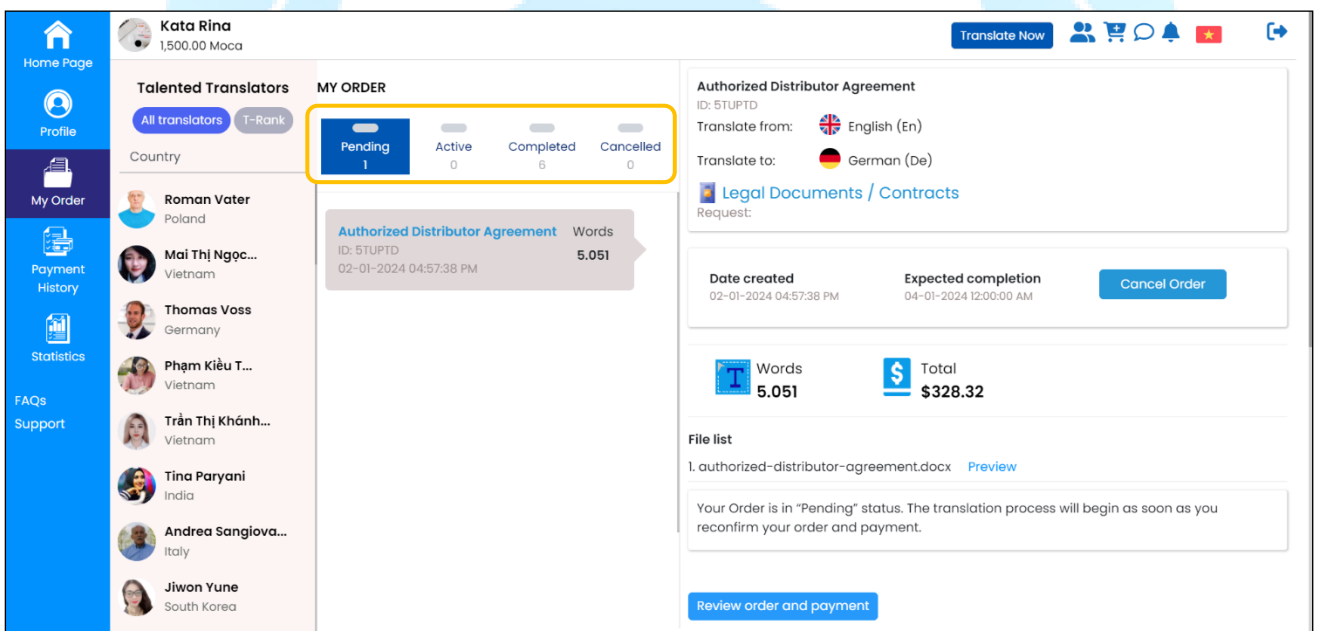 Home Page
Profile
My Order
Payment
History
Statistics
FAQs
Support
Kata Rina
1,500.00 Moca
Translate Now
Talented Translators
All translators T-Rank
Country
Roman Vater
Poland
Mai Thị Ngọc...
Vietnam
Thomas Voss
Germany
Phạm Kiều T...
Vietnam
Trần Thị Khánh...
Vietnam
Tina Paryani
India
Andrea Sangiova...
Italy
Jiwon Yune
South Korea
MY ORDER
Pending Active Completed Cancelled
1 0 6 0
Authorized Distributor Agreement Words
ID: 5TUPTD 5.051
02-01-2024 04:57:38 PM
Authorized Distributor Agreement
ID: 5TUPTD
Translate from: English (En)
Translate to: German (De)
Legal Documents / Contracts
Request:
Date created Expected completion Cancel Order
02-01-2024 04:57:38 PM 04-01-2024 12:00:00 AM
T Words $ Total
5.051 $328.32
File list
1. authorized-distributor-agreement.docx Preview
Your Order is in “Pending” status. The translation process will begin as soon as you
reconfirm your order and payment.
Review order and payment